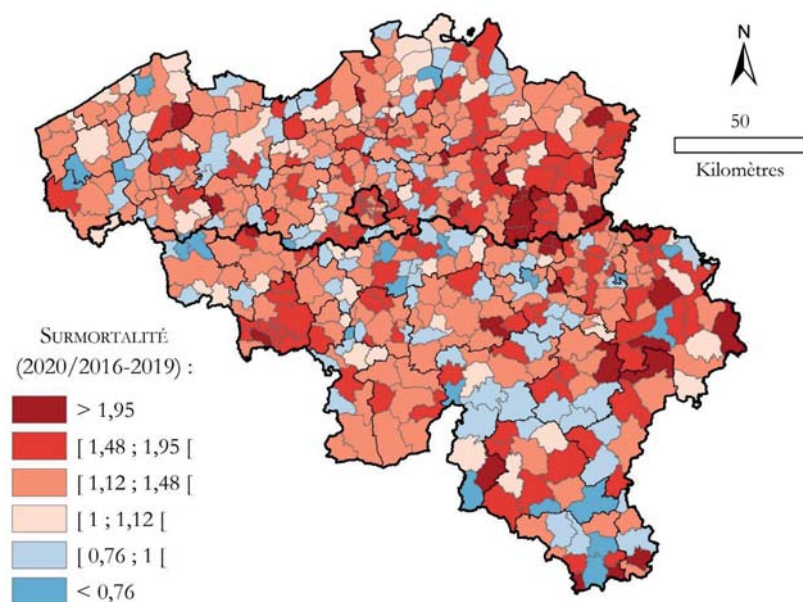 N
50
Kilomètres
SURMORTALITÉ
(2020/2016-2019) :
> 1,95
[ 1,48 ; 1,95 [
[ 1,12 ; 1,48 [
[ 1 ; 1,12 [
[ 0,76 ; 1 [
< 0,76